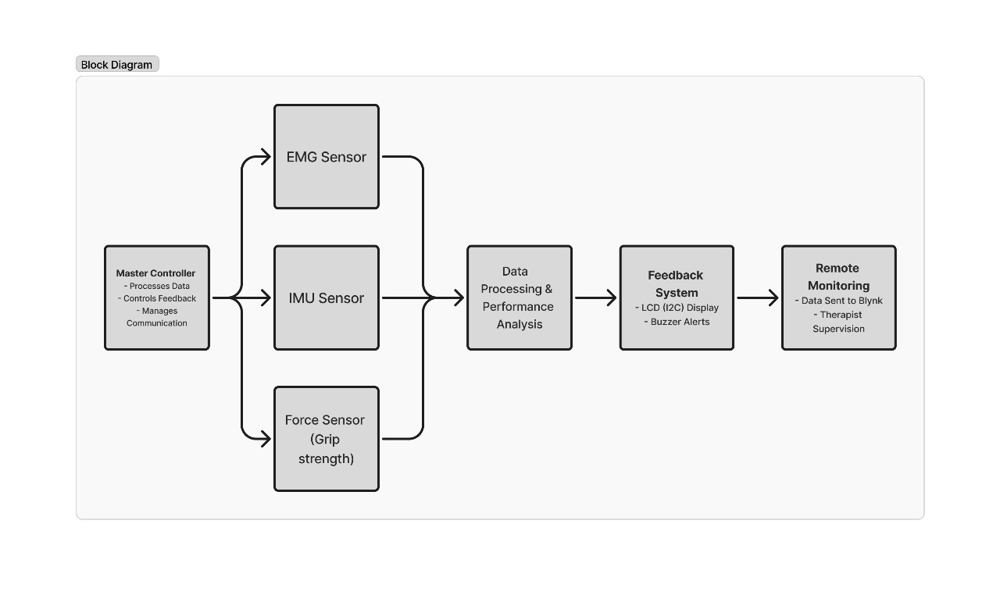 Block Diagram
EMG Sensor
Master Controller
- Processes Data
- Controls Feedback
- Manages
Communication
IMU Sensor
Force Sensor
(Grip
strength)
Data
Processing &
Performance
Analysis
Feedback
System
- LCD (I2C) Display
- Buzzer Alerts
Remote
Monitoring
- Data Sent to Blynk
- Therapist
Supervision